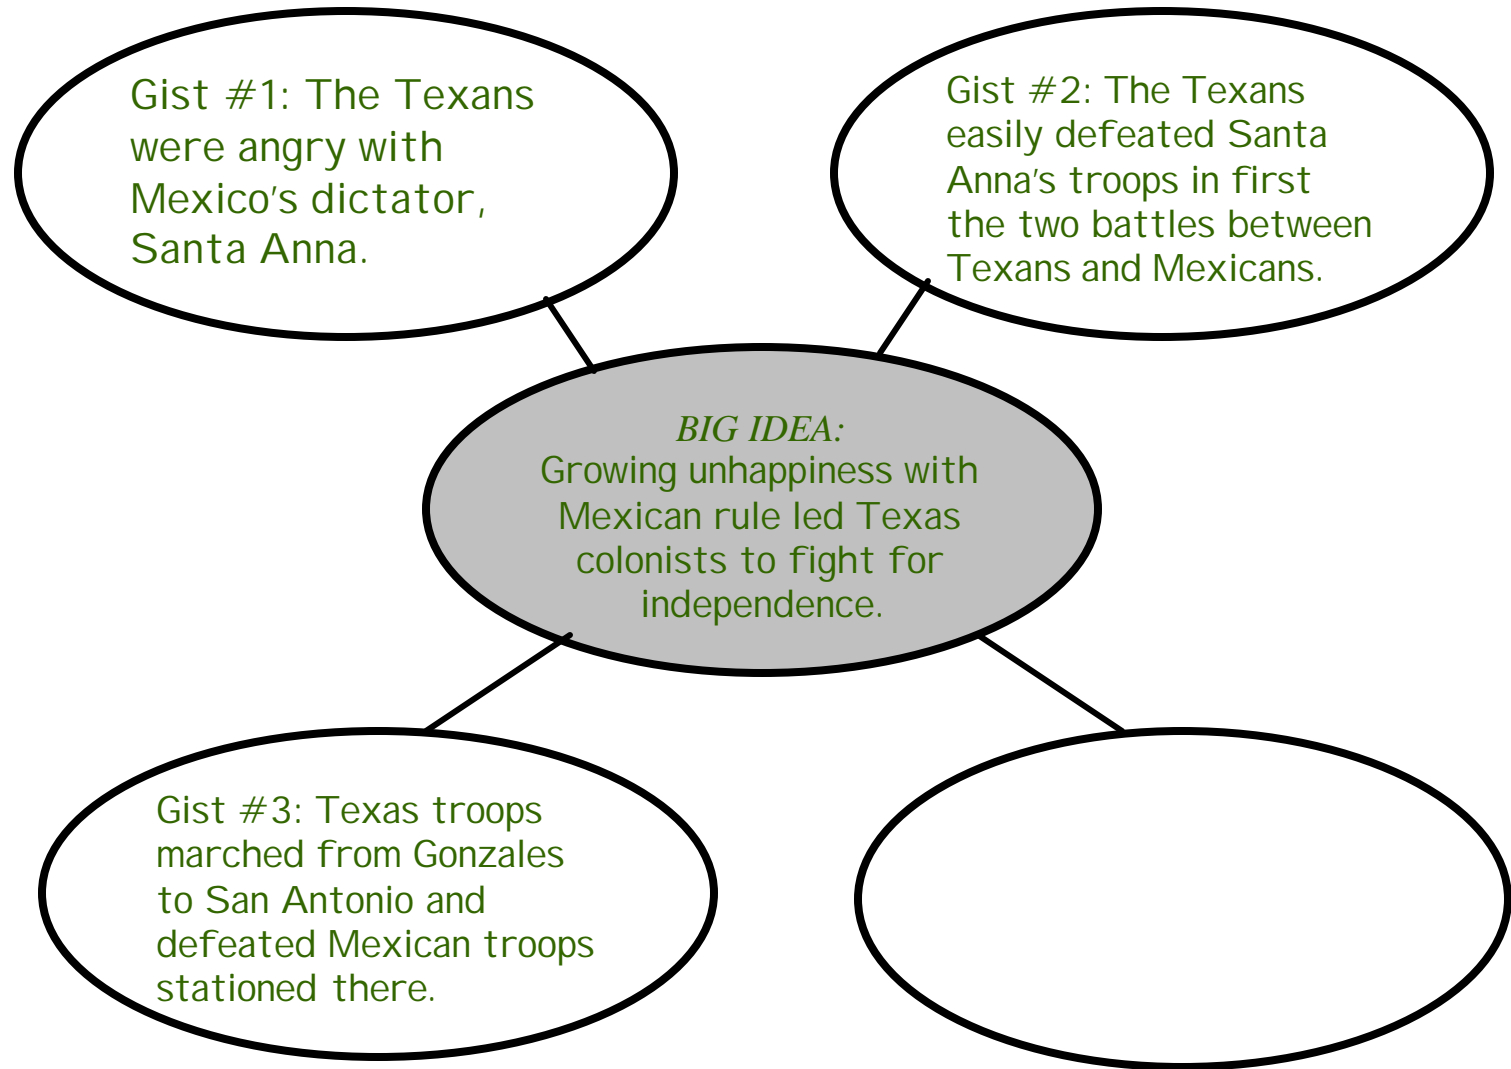 Gist #1: The Texans
were angry with
Mexico's dictator,
Santa Anna.
Gist #2: The Texans
easily defeated Santa
Anna's troops in first
the two battles between
Texans and Mexicans.
BIG IDEA:
Growing unhappiness with
Mexican rule led Texas
colonists to fight for
independence.
Gist #3: Texas troops
marched from Gonzales
to San Antonio and
defeated Mexican troops
stationed there.